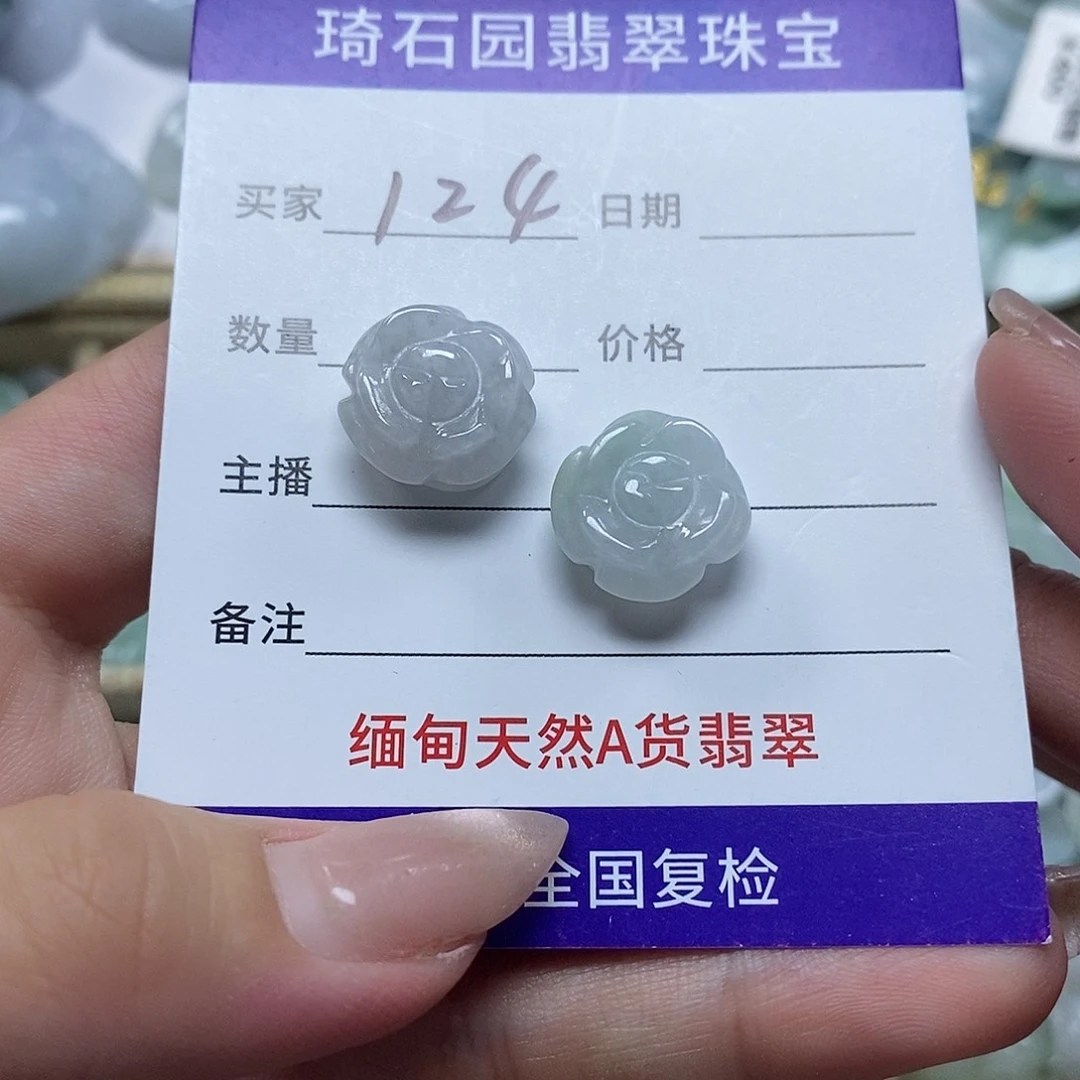 琦石园翡翠珠宝
买家 124 日期
数量 价格
主播
备注
缅甸天然A货翡翠
全国复检